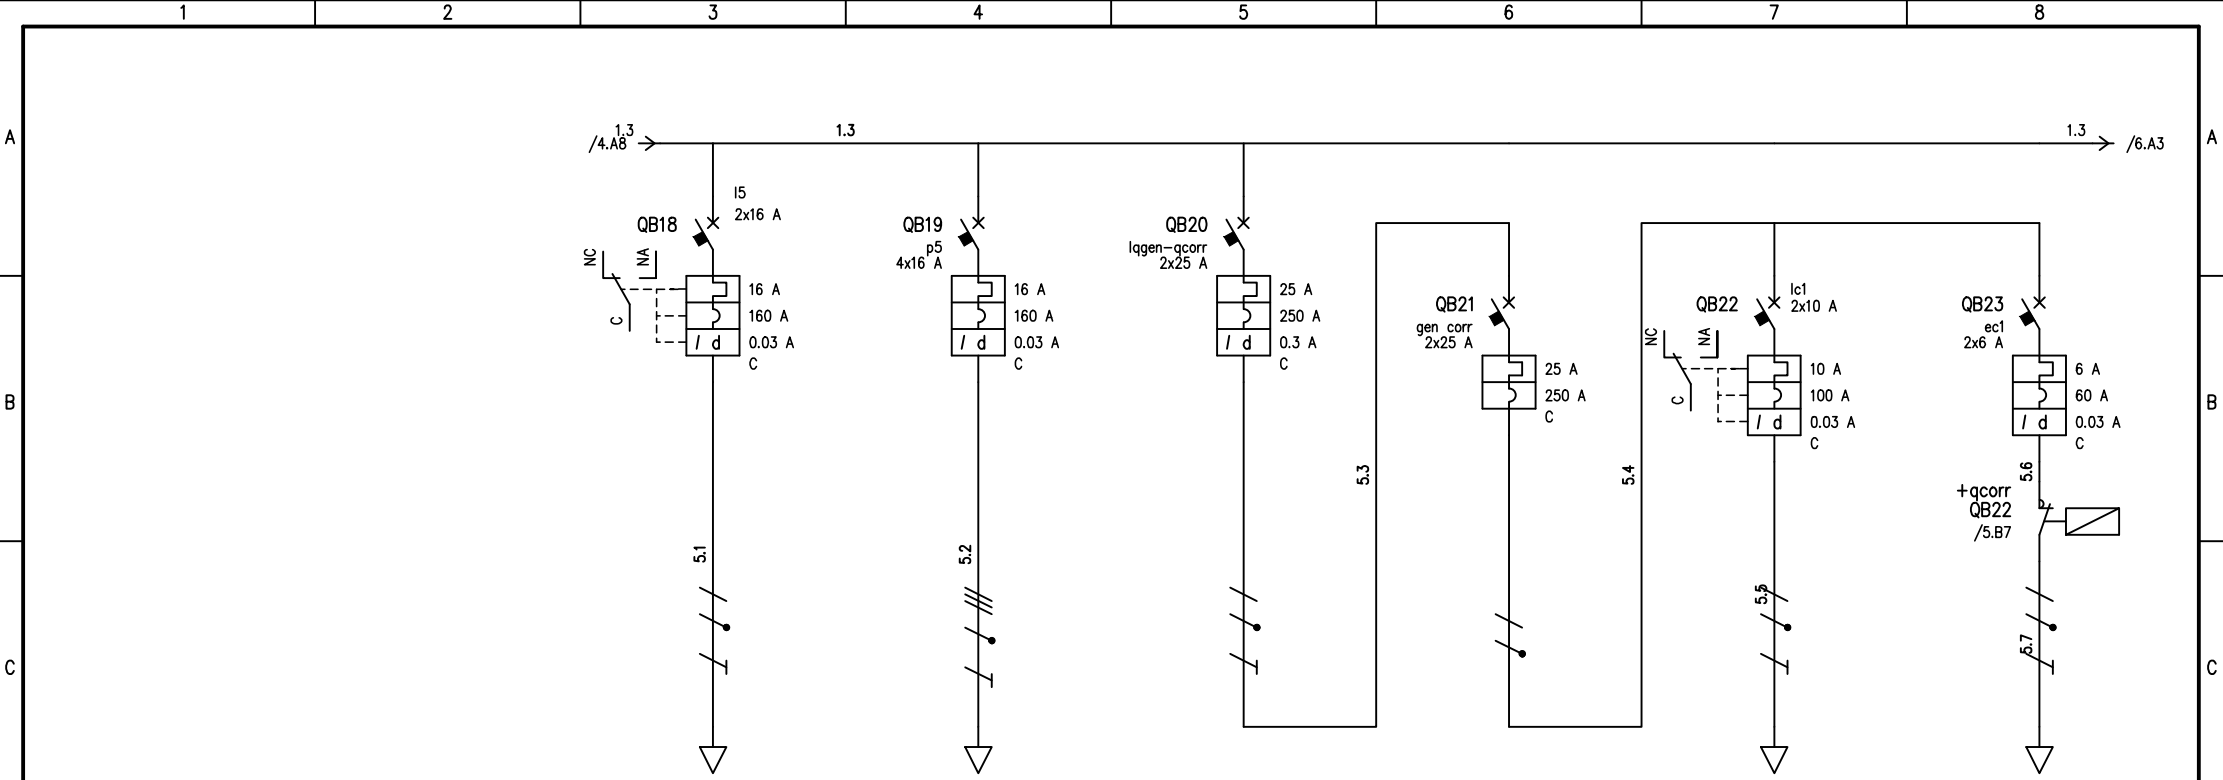 1 2 3 4 5 6 7 8
A A
1.3 1.3 1.3
/4.A8 /6.A3
I5
2x16 A
QB18
NC NA
C
16 A
160 A
I d 0.03 A
C
5.1
QB19
p5
4x16 A
16 A
160 A
I d 0.03 A
C
5.2
QB20
lqgen-qcorr
2x25 A
25 A
250 A
I d 0.3 A
C
5.3
QB21
gen corr
2x25 A
25 A
250 A
C
5.4
QB22
lc1
2x10 A
NC NA
C
10 A
100 A
I d 0.03 A
C
5.5
QB23
ec1
2x6 A
6 A
60 A
I d 0.03 A
C
5.6
+qcorr
QB22
/5.B7
5.7
B B
C C